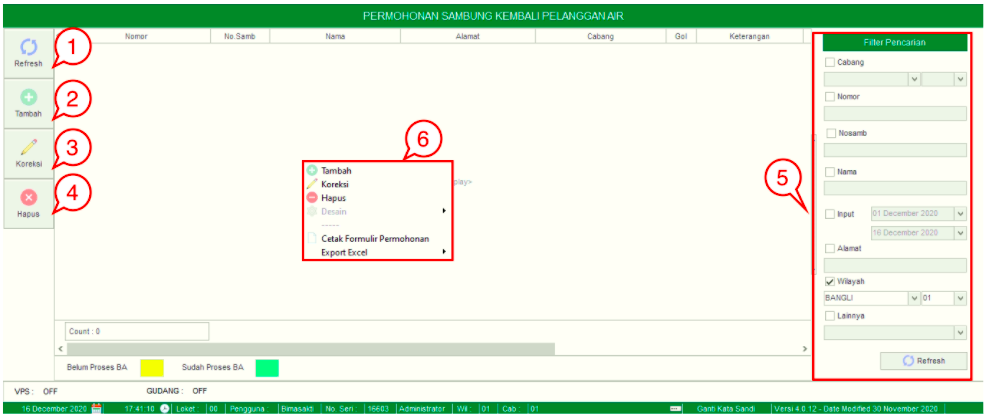 PERMOHONAN SAMBUNG KEMBALI PELANGGAN AIR
Nomor No.Samb Nama Alamat Cabang Gol Keterangan
Refresh
1
Tambah
2
Koreksi
3
Hapus
4
6
Tambah
Koreksi
Hapus
Desain
------
Cetak Formulir Permohonan
Export Excel
play>
5
Filter Pencarian
Cabang
Nomor
Nosamb
Nama
Input 01 December 2020
16 December 2020
Alamat
Wilayah
BANGLI 01
Lainnya
Refresh
Count : 0
Belum Proses BA Sudah Proses BA
VPS : OFF GUDANG : OFF
16 December 2020 17:41:10 Loket : 00 Pengguna : Bimasakti No. Seri : 16603 Administrator Wil : 01 Cab : 01 Ganti Kata Sandi Versi 4.0.12 - Date Modified 30 November 2020